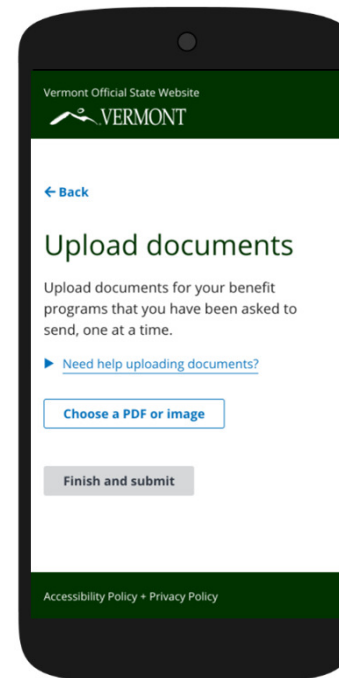 Vermont Official State Website
VERMONT
← Back
Upload documents
Upload documents for your benefit
programs that you have been asked to
send, one at a time.
Need help uploading documents?
Choose a PDF or image
Finish and submit
Accessibility Policy + Privacy Policy